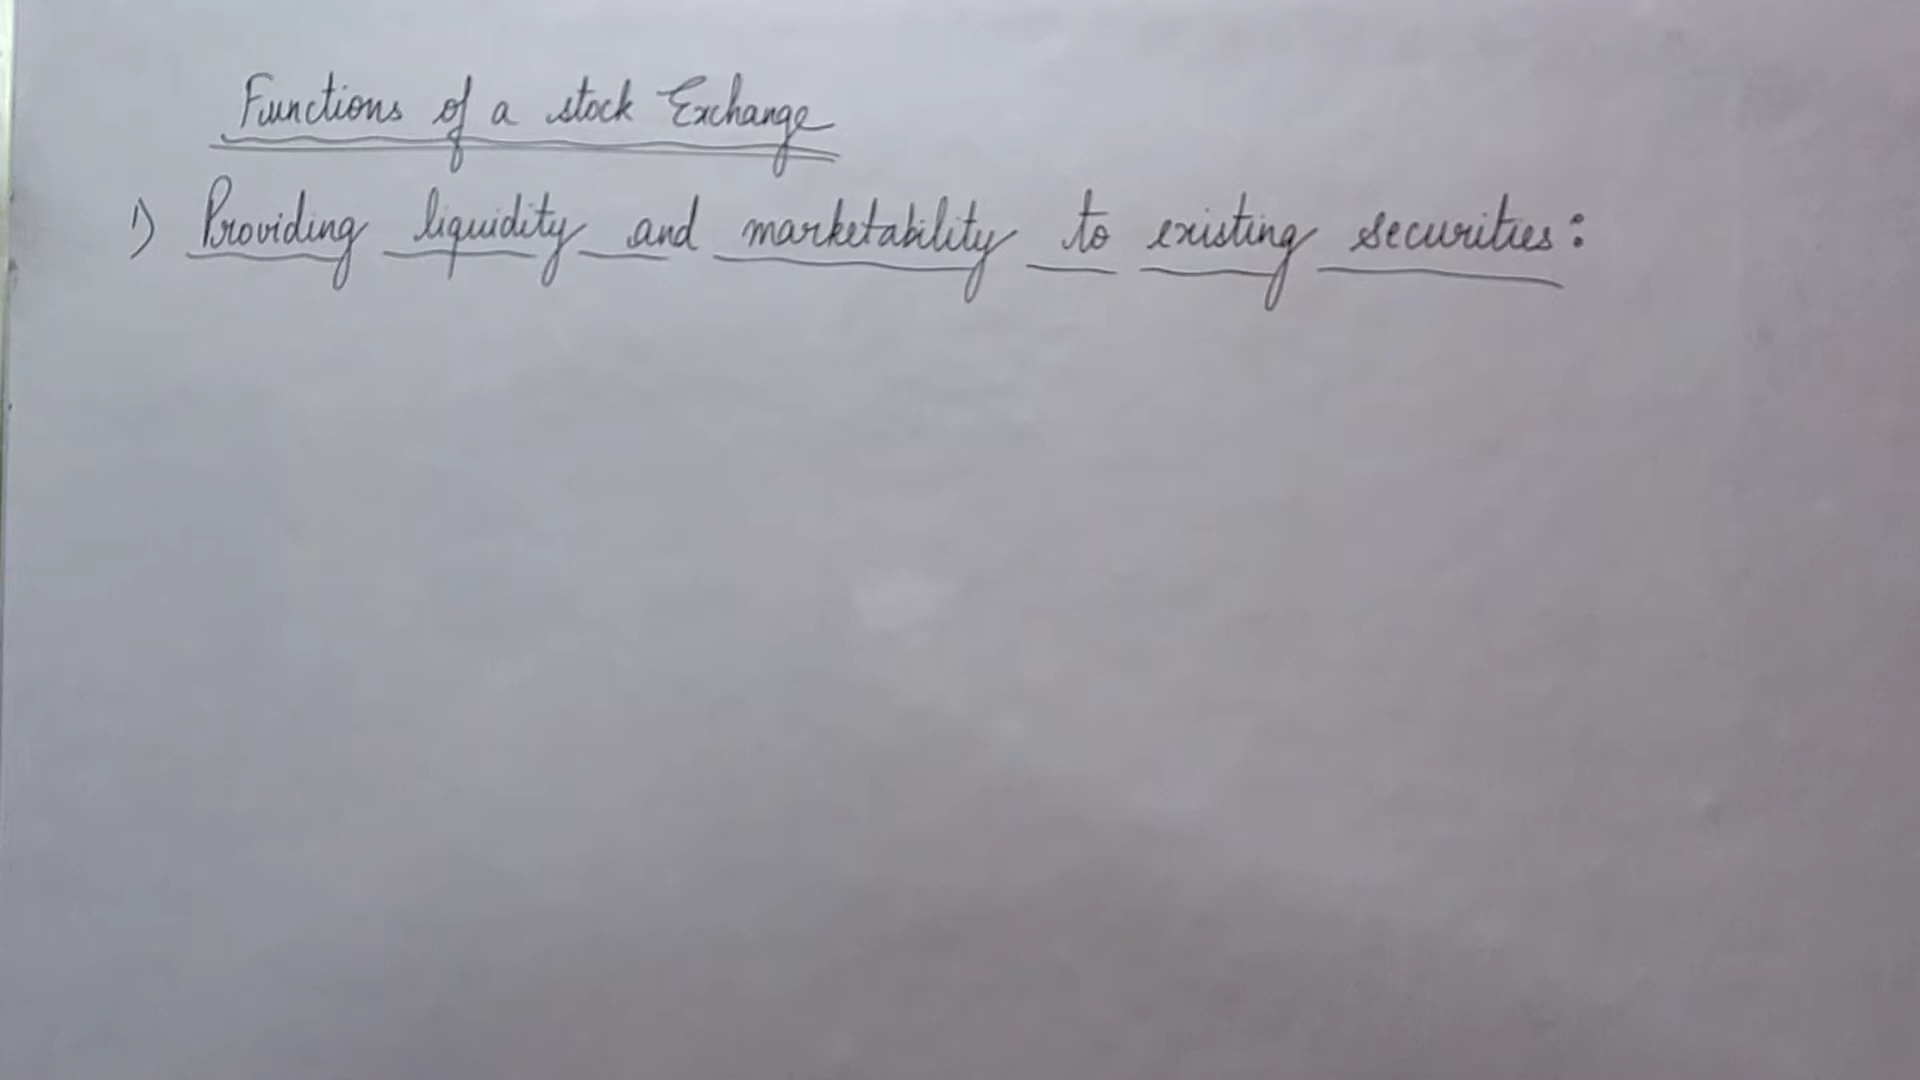 Functions of a stock Exchange
1) Providing liquidity and marketability to existing securities: